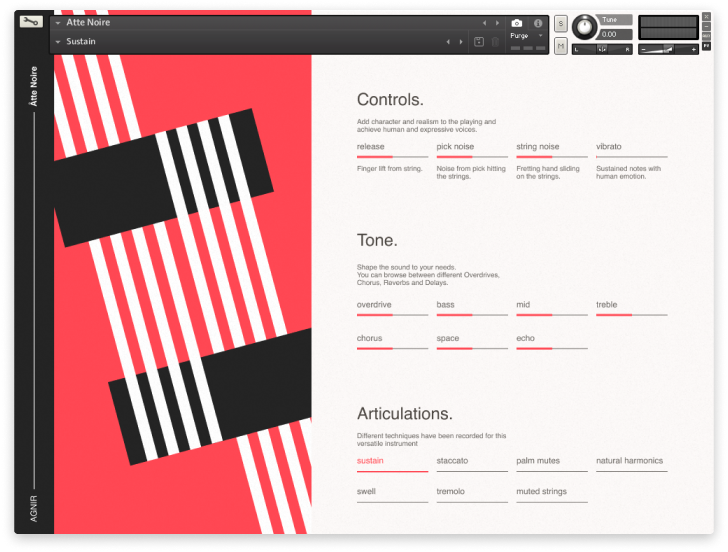 Atte Noire
Sustain
Purge
S
M
Tune
0.00
L
R
-
+
Âtte Noire
AGNIR
Controls.
Add character and realism to the playing and
achieve human and expressive voices.
release
pick noise
string noise
vibrato
Finger lift from string.
Noise from pick hitting
the strings.
Fretting hand sliding
on the strings.
Sustained notes with
human emotion.
Tone.
Shape the sound to your needs.
You can browse between different Overdrives,
Chorus, Reverbs and Delays.
overdrive
bass
mid
treble
chorus
space
echo
Articulations.
Different techniques have been recorded for this
versatile instrument
sustain
staccato
palm mutes
natural harmonics
swell
tremolo
muted strings